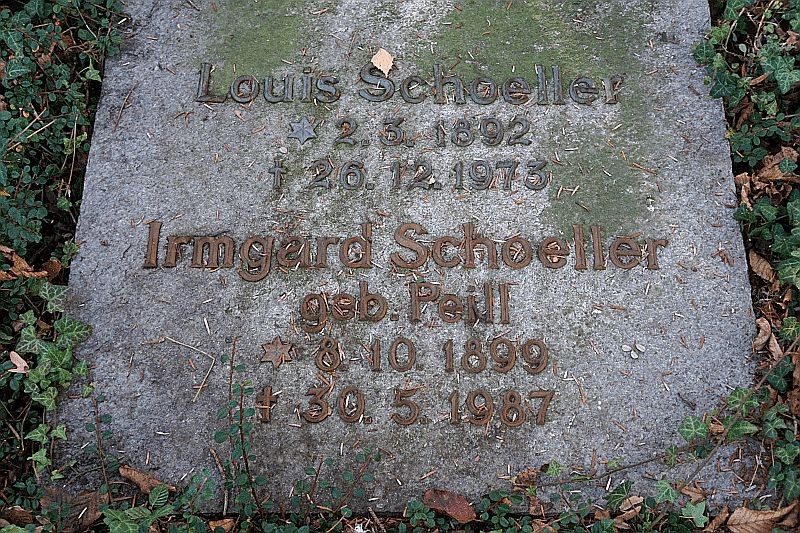 Louis Schoeller
* 2.3. 1892
† 26.12.1973
Irmgard Schoeller
geb. Peill
* 8.10. 1899
† 30.5.1987